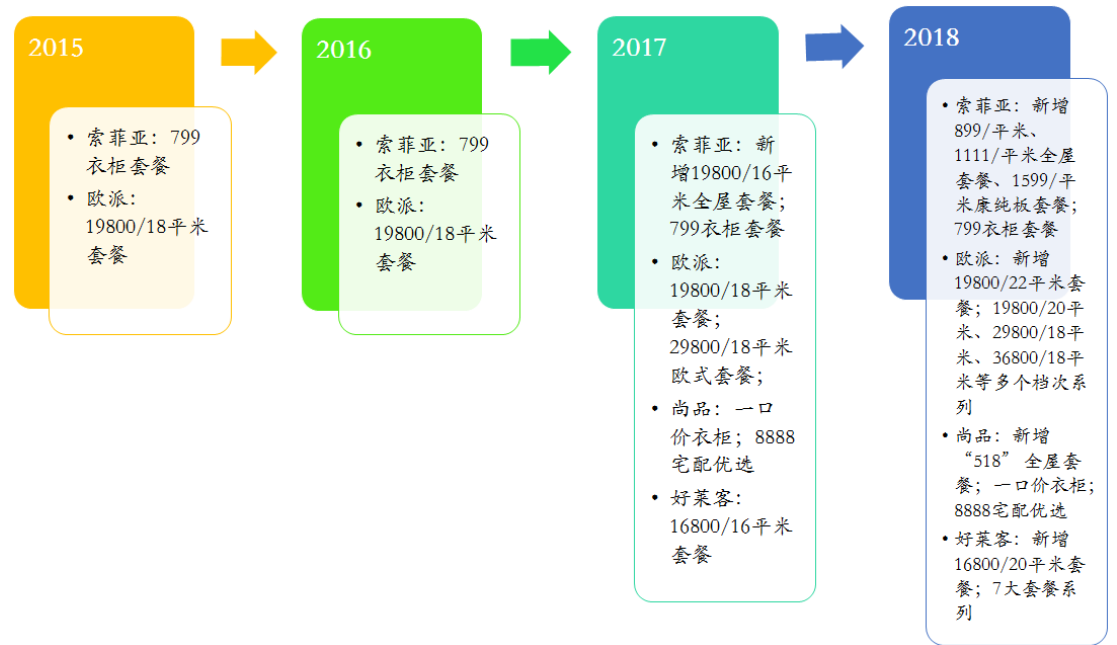 2015
• 索菲亚：799
衣柜套餐
• 欧派：
19800/18平米
套餐
2016
• 索菲亚：799
衣柜套餐
• 欧派：
19800/18平米
套餐
2017
• 索菲亚：新
增19800/16平
米全屋套餐；
799衣柜套餐
• 欧派：
19800/18平米
套餐；
29800/18平米
欧式套餐；
• 尚品：一口
价衣柜；8888
宅配优选
• 好莱客：
16800/16平米
套餐
2018
• 索菲亚：新增
899/平米、
1111/平米全屋
套餐、1599/平
米康纯板套餐；
799衣柜套餐
• 欧派：新增
19800/22平米套
餐；19800/20平
米、29800/18平
米、36800/18平
米等多个档次系
列
• 尚品：新增
“518” 全屋套
餐；一口价衣柜；
8888宅配优选
• 好莱客：新增
16800/20平米套
餐；7大套餐系
列